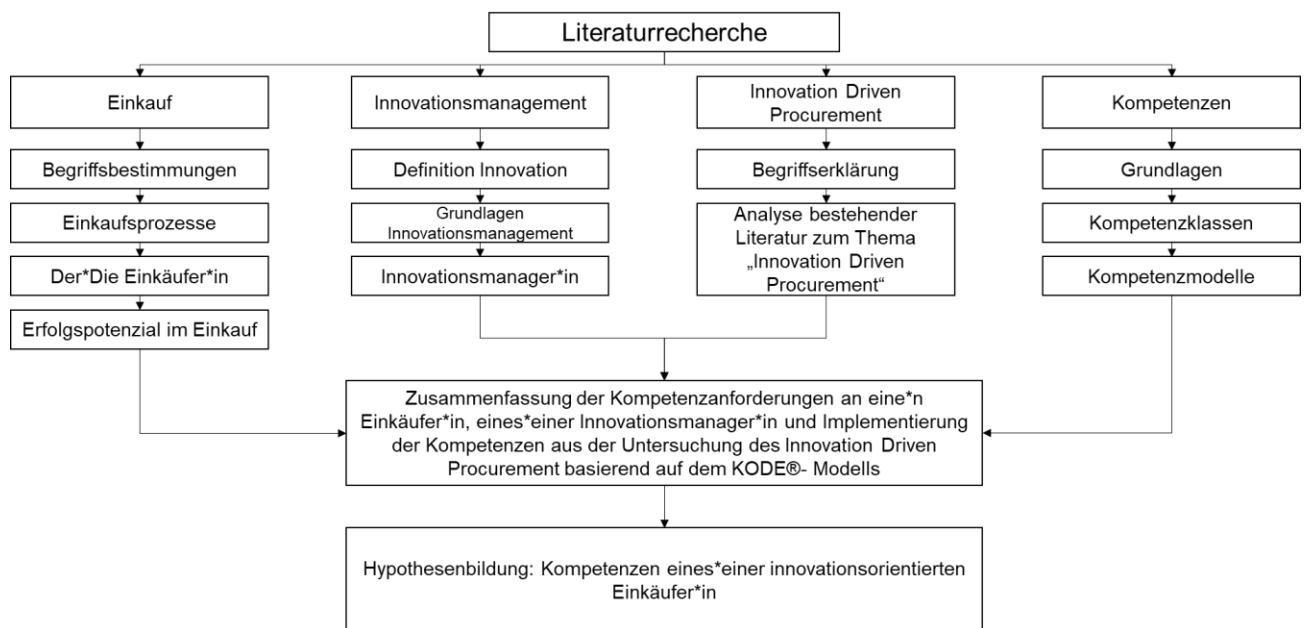 Literaturrecherche
Einkauf
Innovationsmanagement
Innovation Driven
Procurement
Kompetenzen
Begriffsbestimmungen
Definition Innovation
Begriffserklärung
Grundlagen
Einkaufsprozesse
Grundlagen
Innovationsmanagement
Analyse bestehender
Literatur zum Thema
„Innovation Driven
Procurement“
Kompetenzklassen
Der*Die Einkäufer*in
Innovationsmanager*in
Kompetenzmodelle
Erfolgspotenzial im Einkauf
Zusammenfassung der Kompetenzanforderungen an eine*n
Einkäufer*in, eines*einer Innovationsmanager*in und Implementierung
der Kompetenzen aus der Untersuchung des Innovation Driven
Procurement basierend auf dem KODE®- Modells
Hypothesenbildung: Kompetenzen eines*einer innovationsorientierten
Einkäufer*in